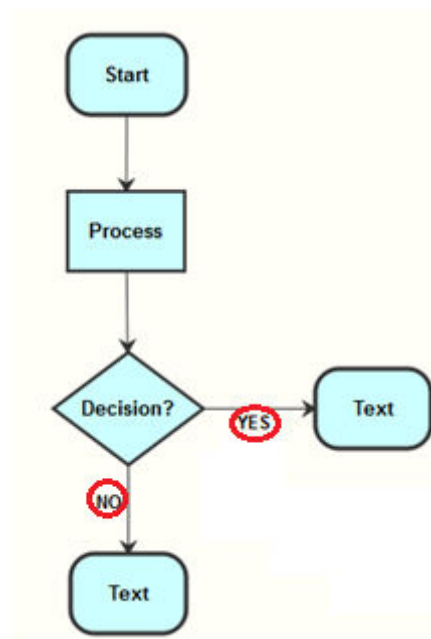 Start
Process
Decision?
YES
Text
NO
Text